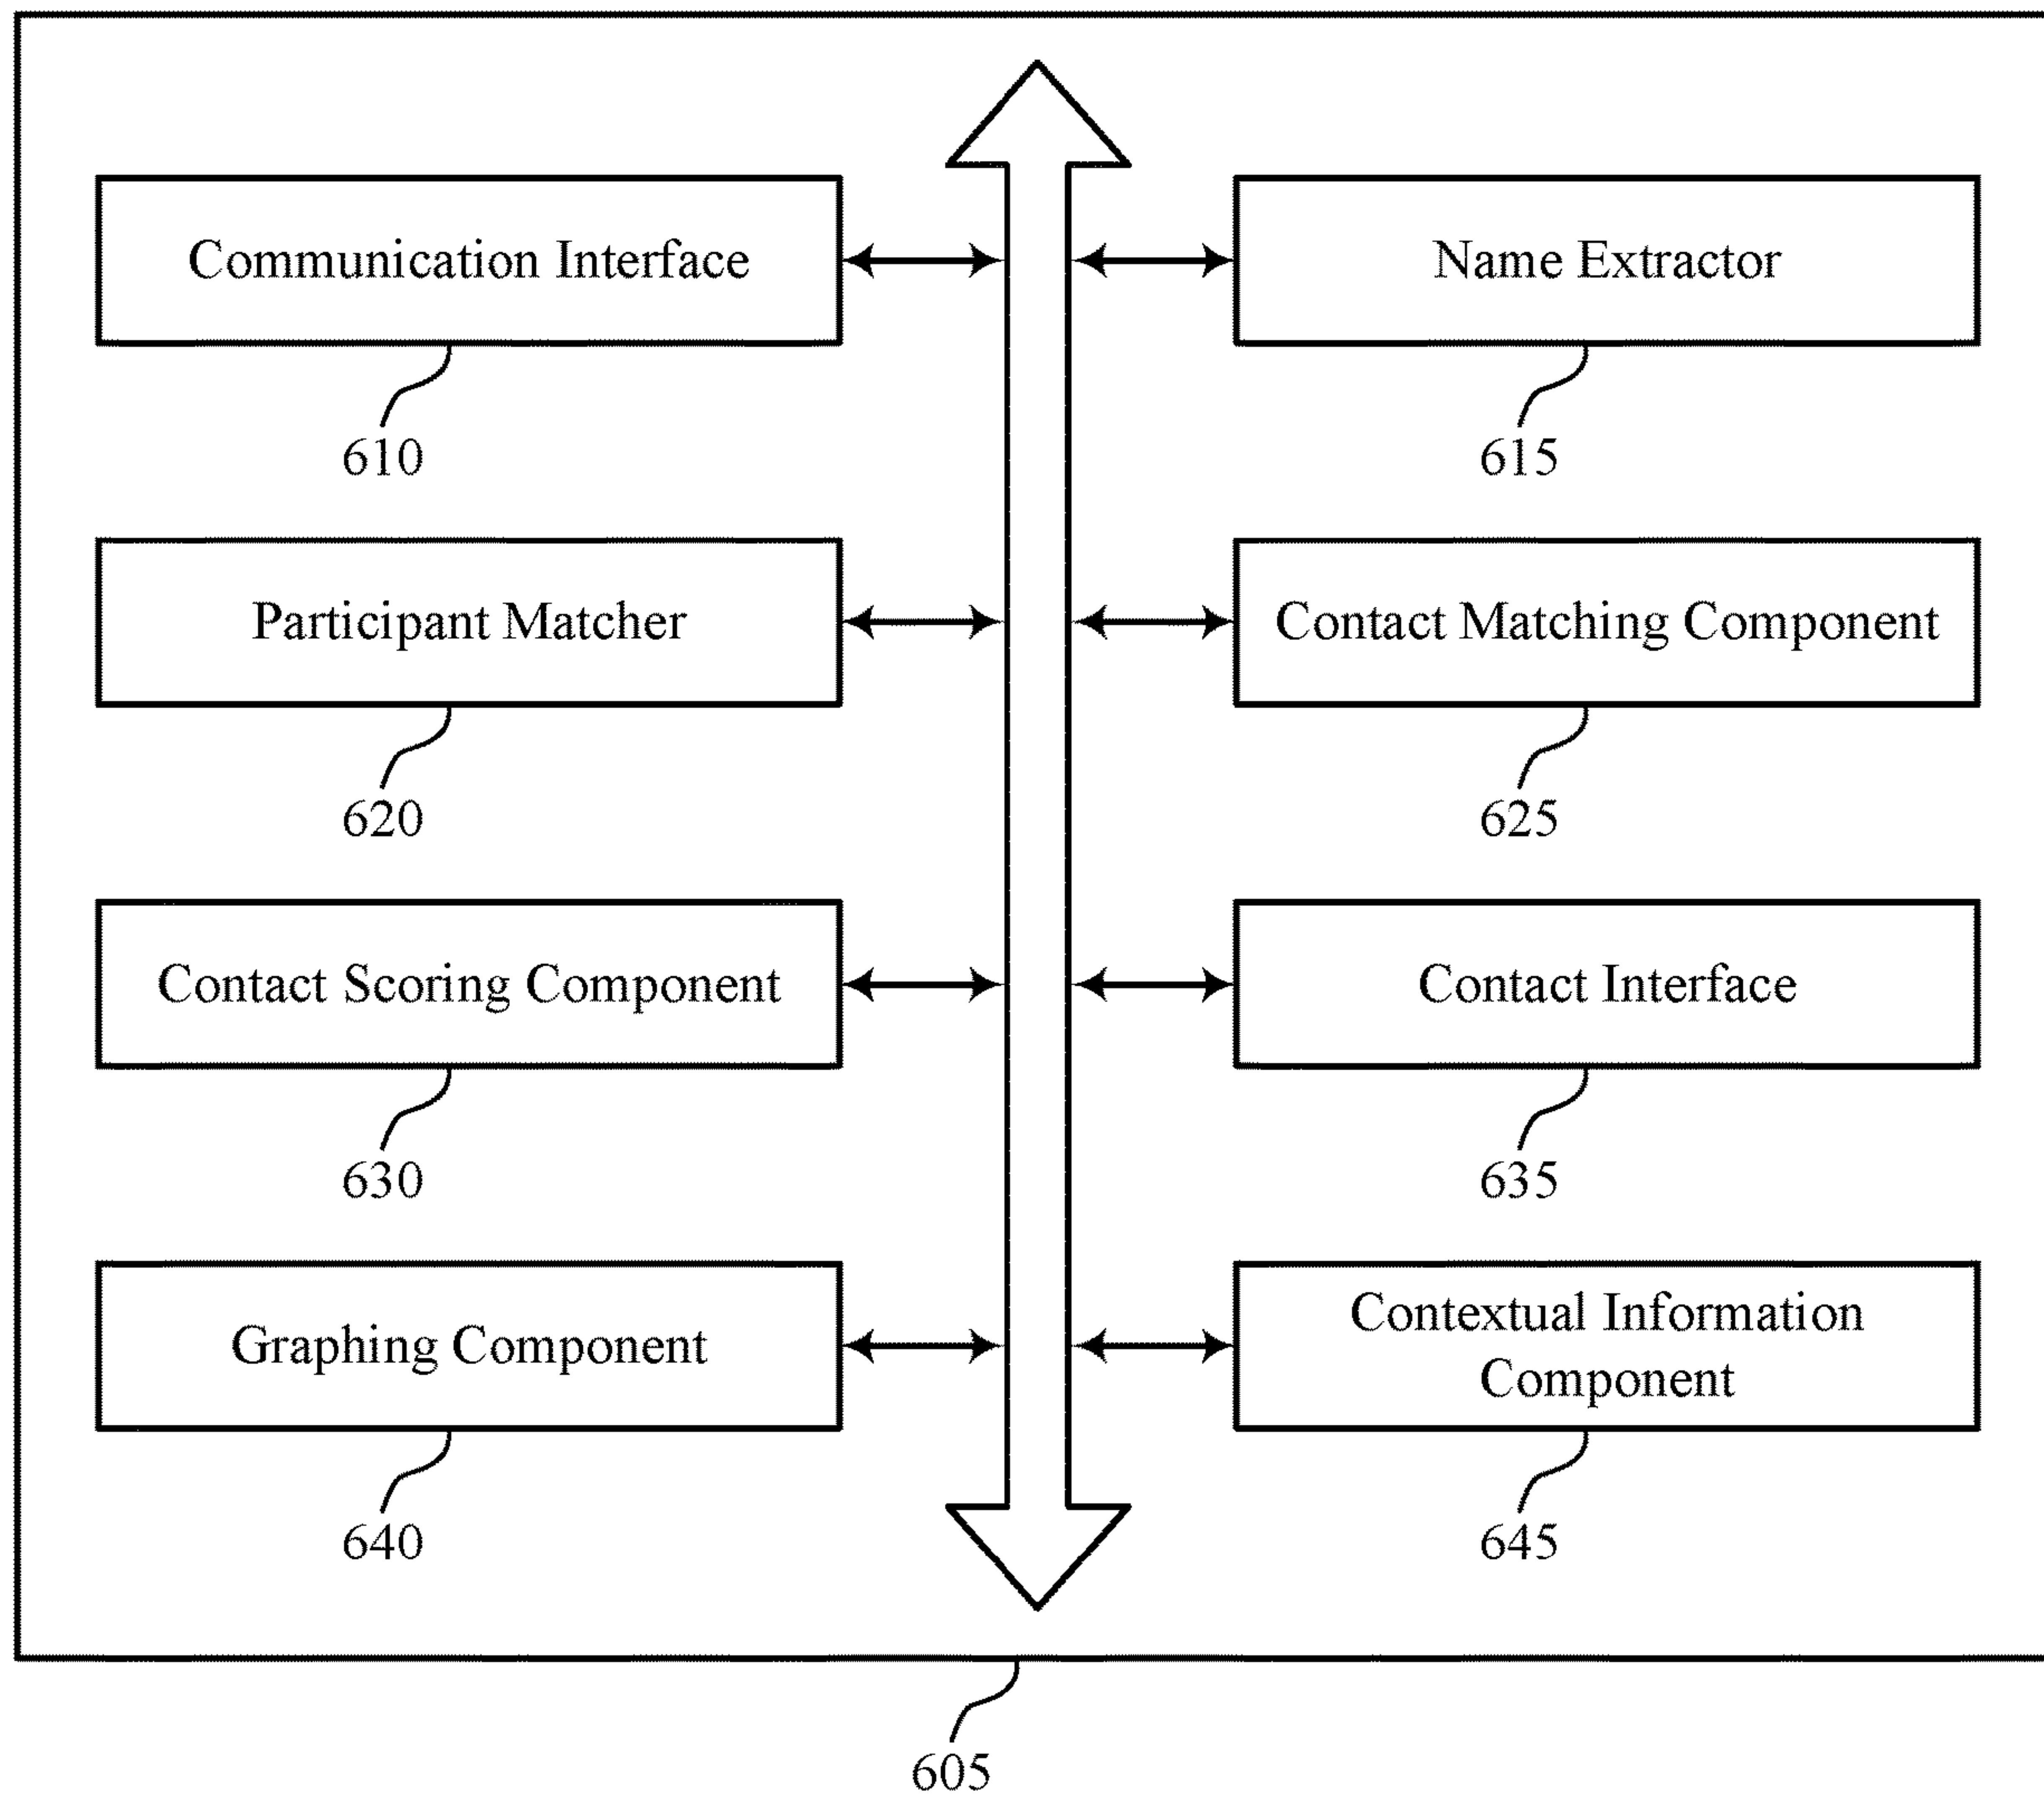 Communication Interface
Name Extractor
610
615
Participant Matcher
Contact Matching Component
620
625
Contact Scoring Component
Contact Interface
630
635
Graphing Component
Contextual Information
Component
640
645
605